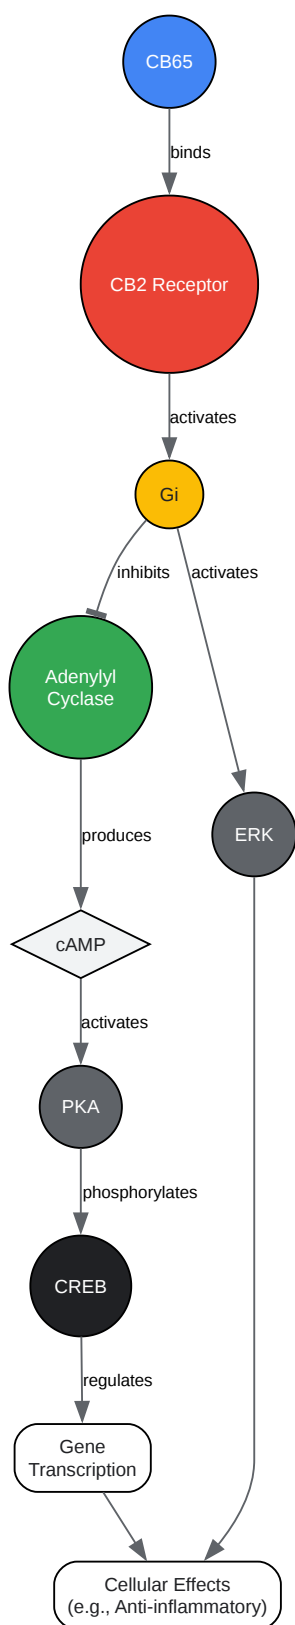 CB65
binds
CB2 Receptor
activates
Gi
inhibits
activates
Adenylyl
Cyclase
produces
ERK
cAMP
activates
PKA
phosphorylates
CREB
regulates
Gene
Transcription
Cellular Effects
(e.g., Anti-inflammatory)